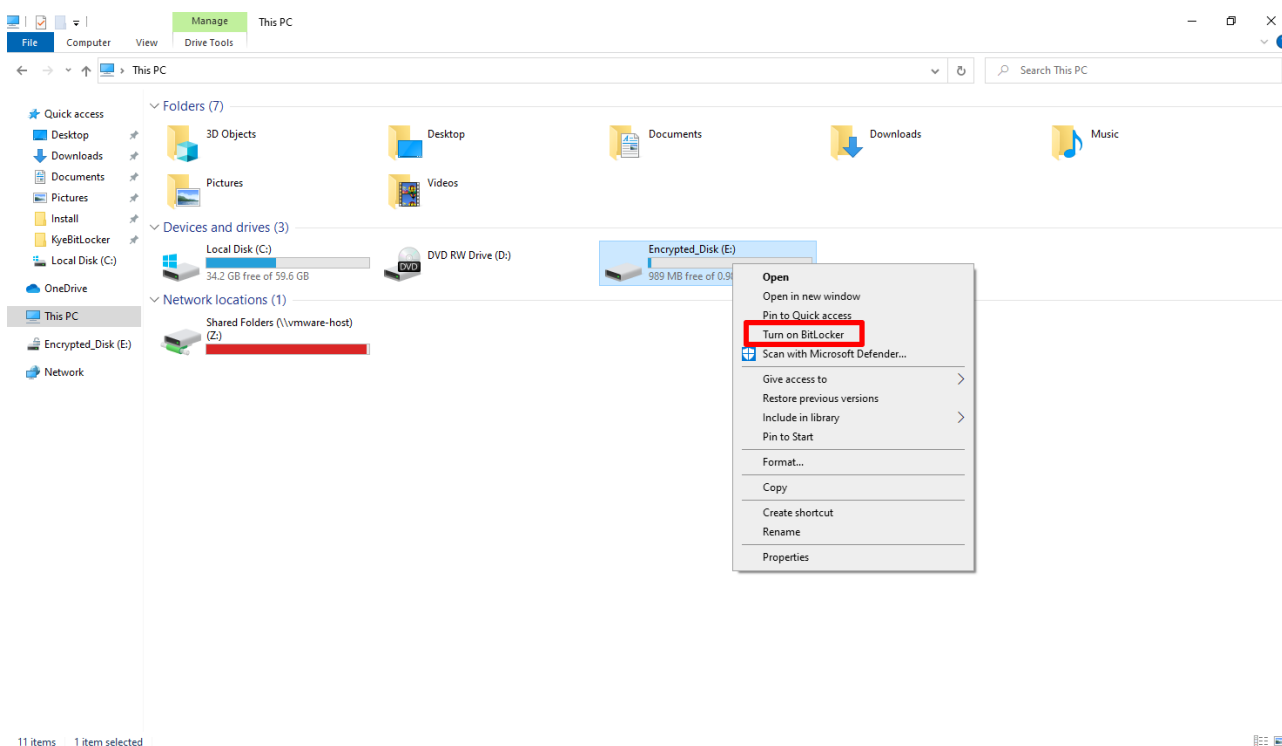 Manage This PC
File Computer View Drive Tools
This PC Search This PC
Quick access
Desktop
Downloads
Documents
Pictures
Install
KyeBitLocker
Local Disk (C:)
OneDrive
This PC
Encrypted_Disk (E:)
Network
Folders (7)
3D Objects
Desktop
Documents
Downloads
Music
Pictures
Videos
Devices and drives (3)
Local Disk (C:)
34.2 GB free of 59.6 GB
DVD RW Drive (D:)
DVD
Encrypted_Disk (E:)
989 MB free of 0.98
Network locations (1)
Shared Folders (\\vmware-host)
(Z:)
Open
Open in new window
Pin to Quick access
Turn on BitLocker
Scan with Microsoft Defender...
Give access to
Restore previous versions
Include in library
Pin to Start
Format...
Copy
Create shortcut
Rename
Properties
11 items 1 item selected